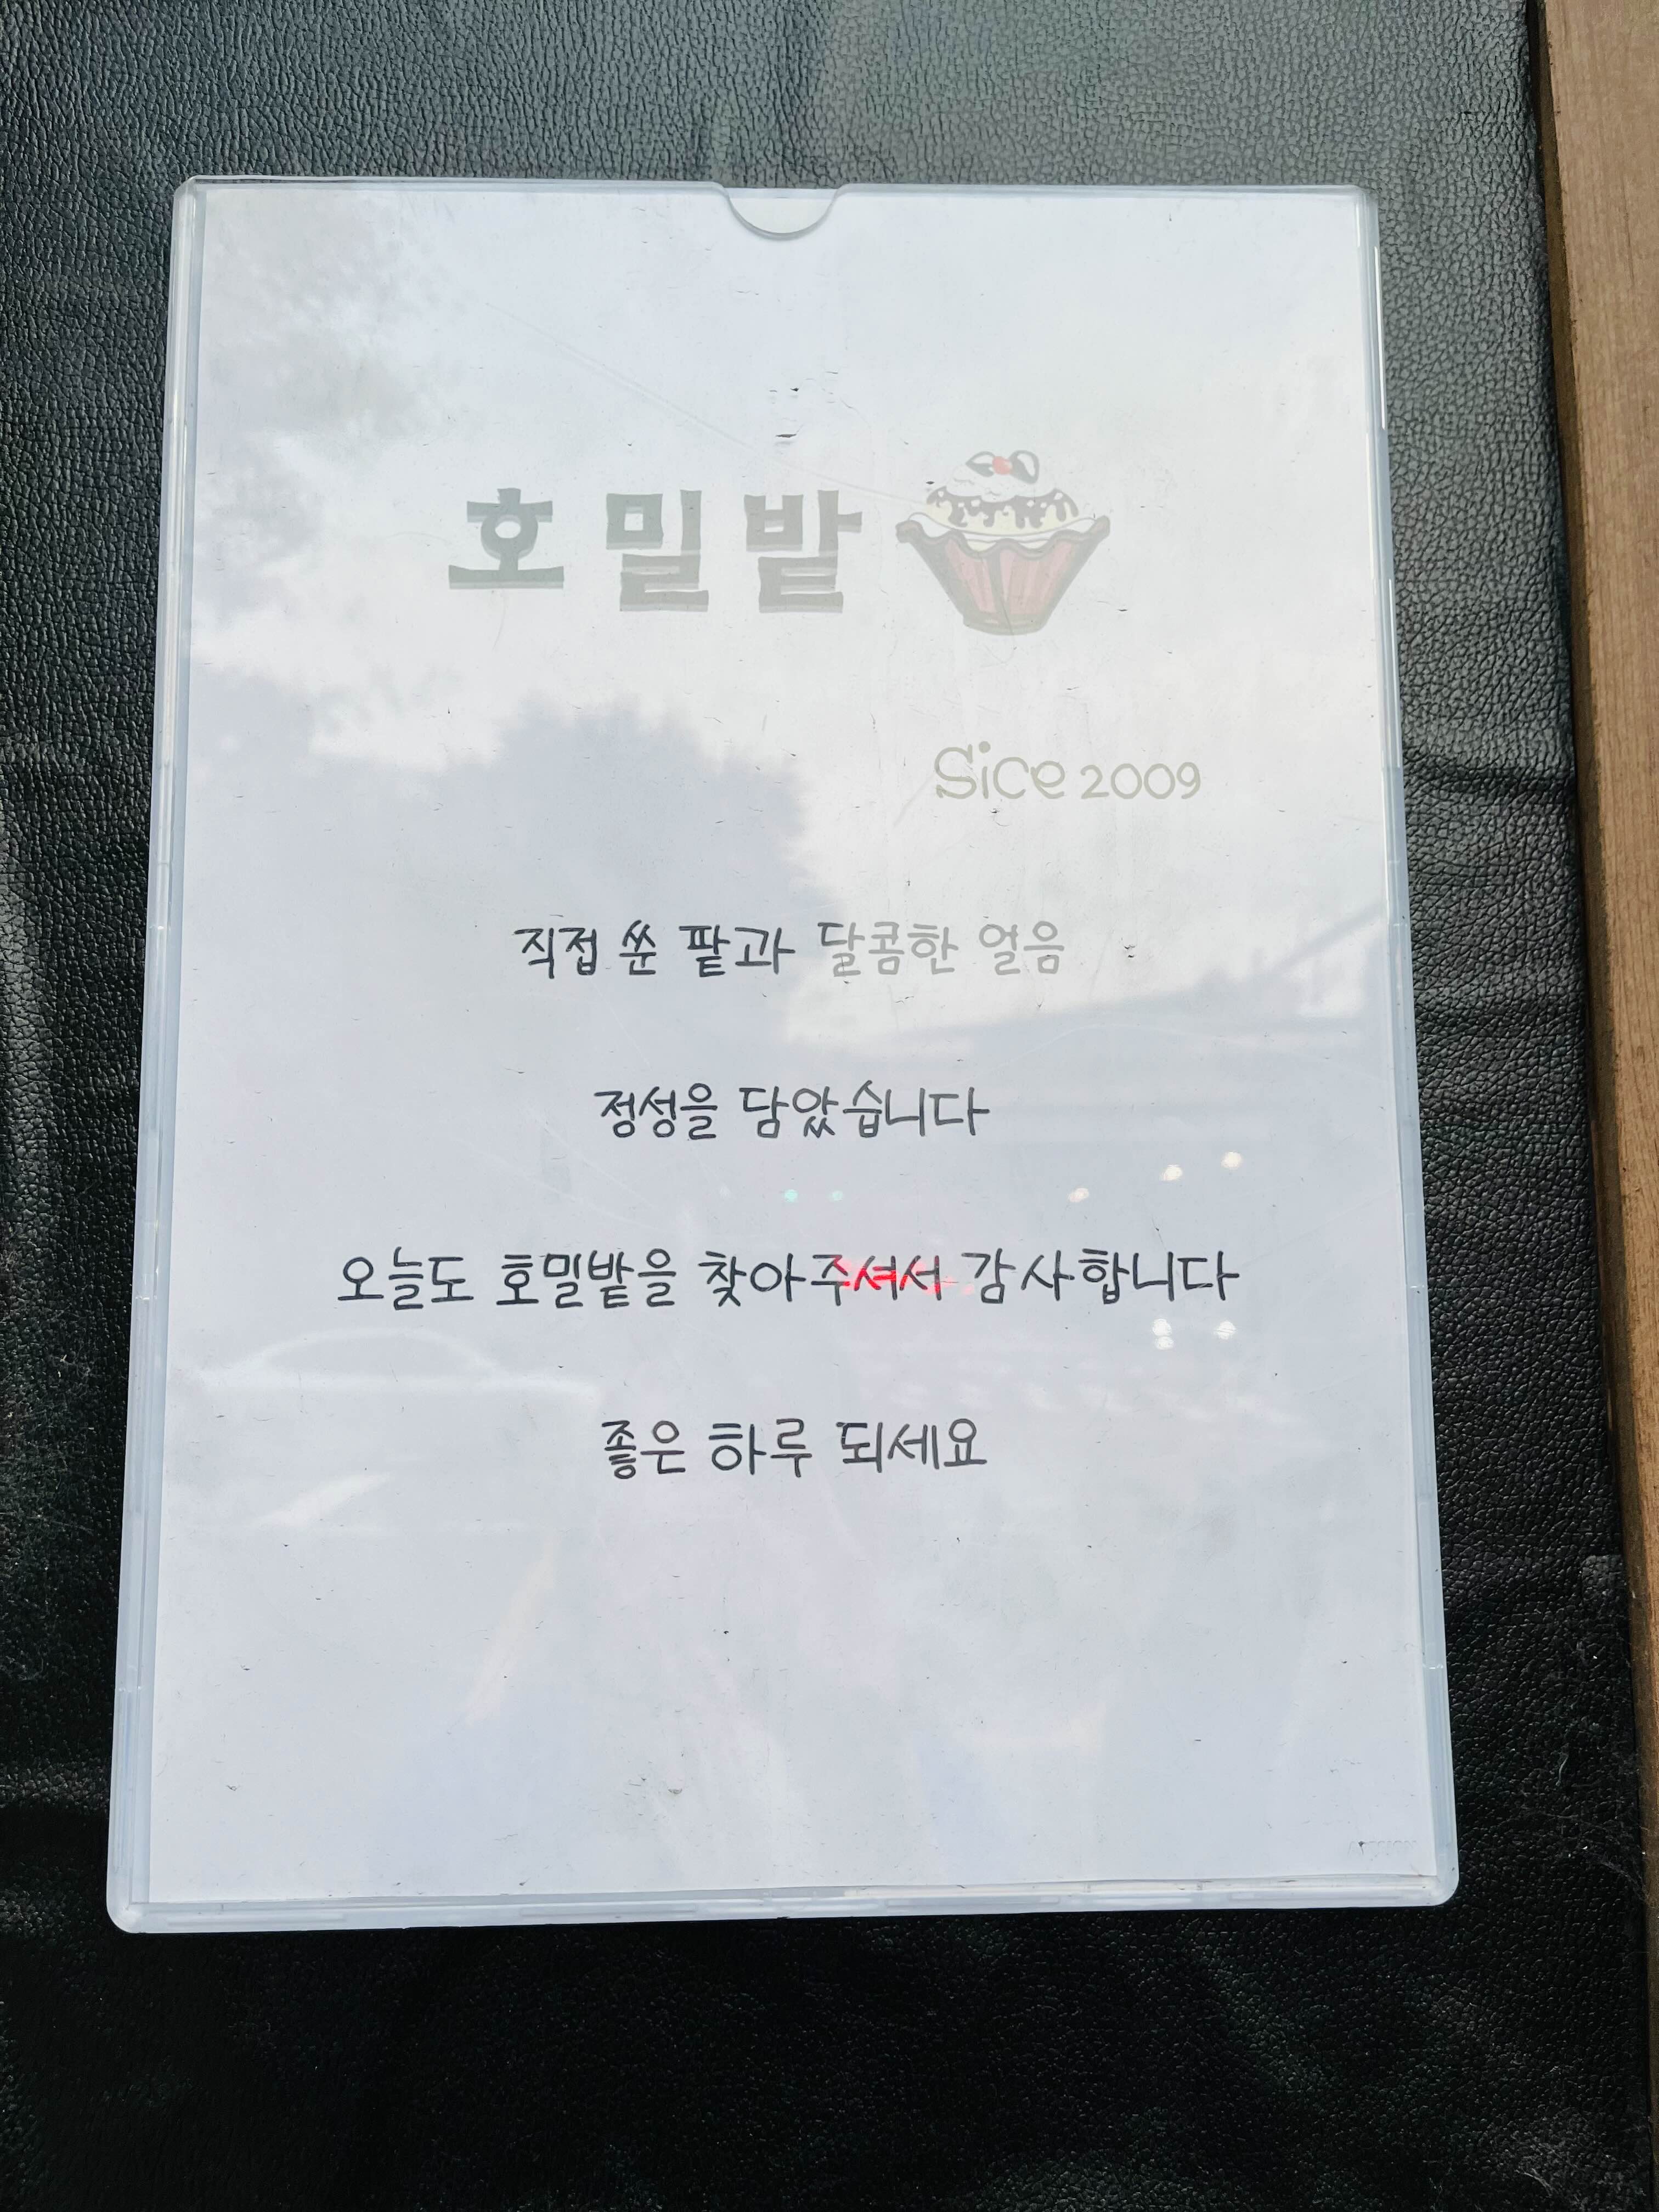 호밀밭
Sice 2009
직접 쑨 팥과 달콤한 얼음
정성을 담았습니다
오늘도 호밀밭을 찾아주셔서 감사합니다
좋은 하루 되세요